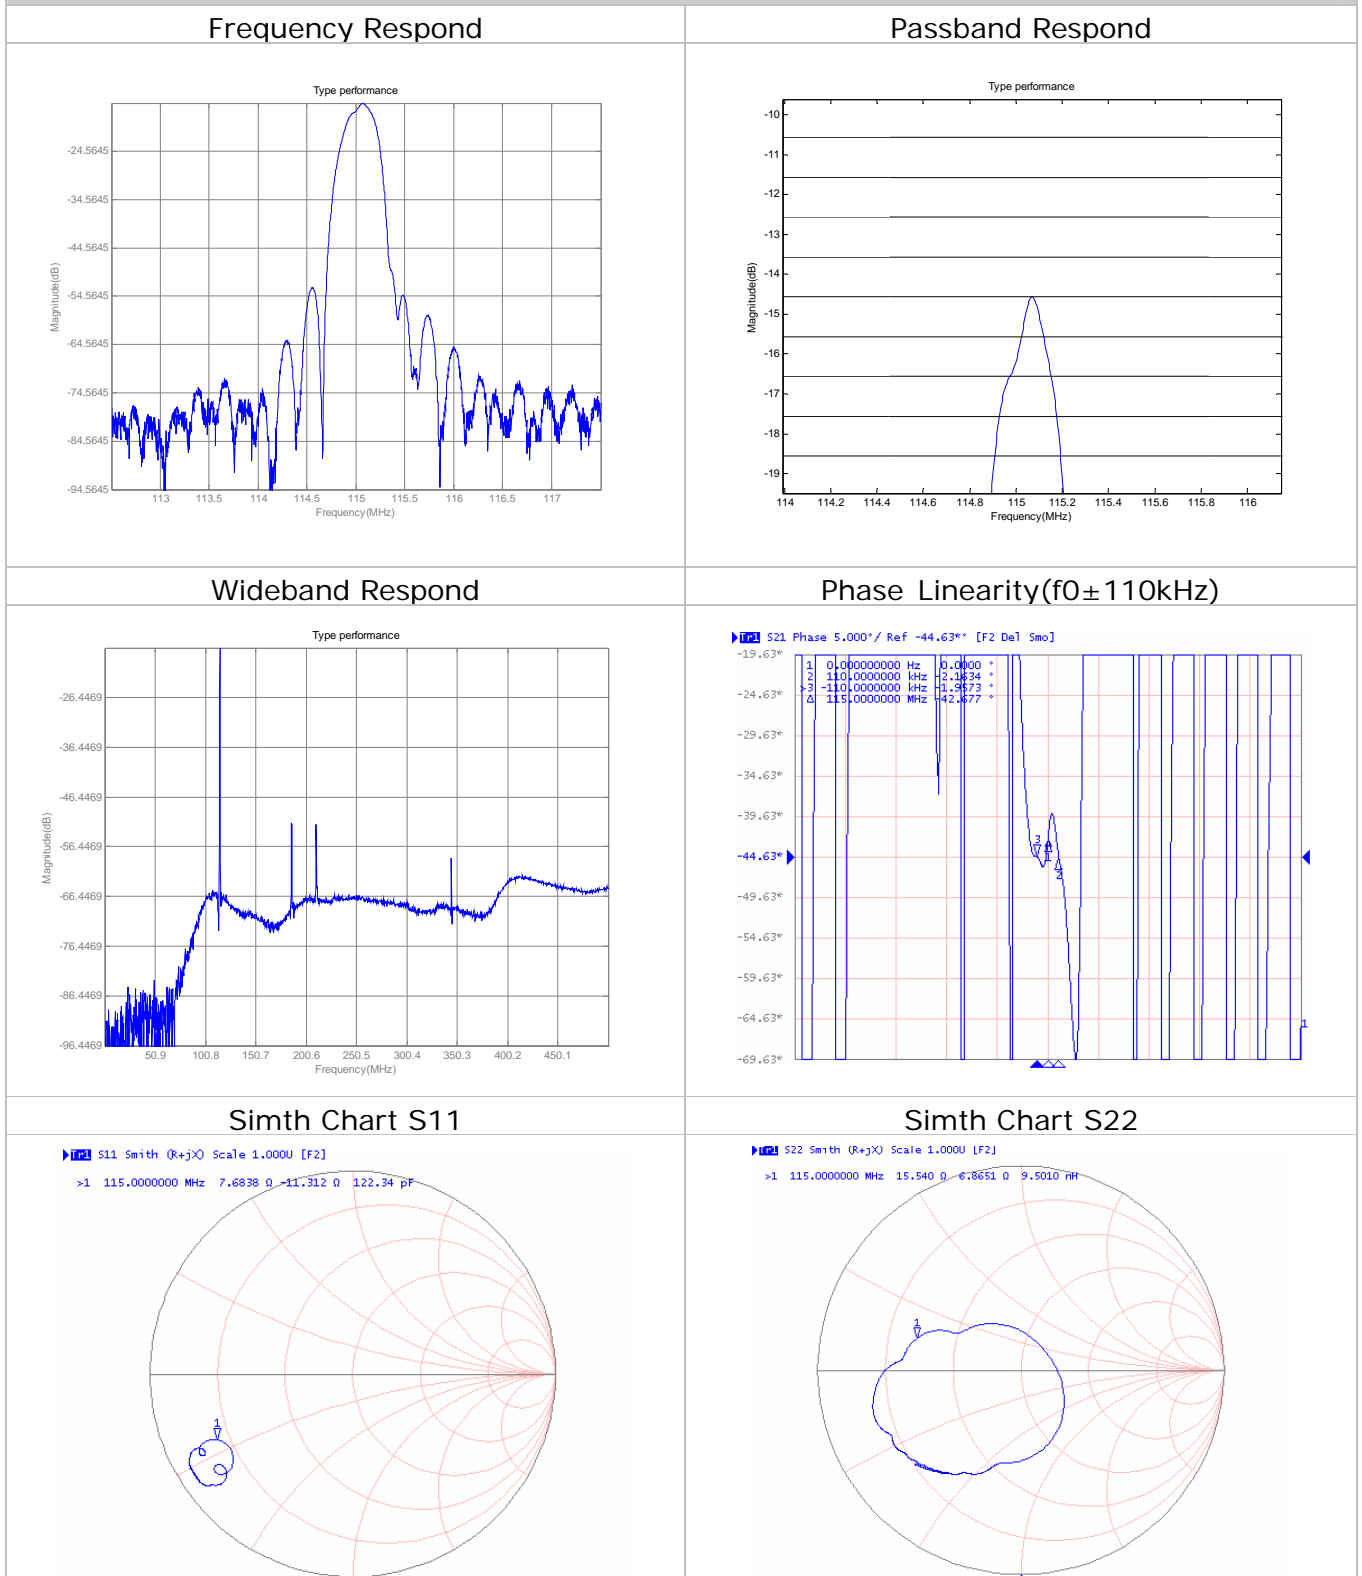 Frequency Respond
Passband Respond
Type performance
-24.5645
-34.5645
-44.5645
-54.5645
-64.5645
-74.5645
-84.5645
-94.5645
Magnitude(dB)
113 113.5 114 114.5 115 115.5 116 116.5 117
Frequency(MHz)
Type performance
-10
-11
-12
-13
-14
-15
-16
-17
-18
-19
Magnitude(dB)
114 114.2 114.4 114.6 114.8 115 115.2 115.4 115.6 115.8 116
Frequency(MHz)
Wideband Respond
Phase Linearity(f0±110kHz)
Type performance
-26.4469
-36.4469
-46.4469
-56.4469
-66.4469
-76.4469
-86.4469
-96.4469
Magnitude(dB)
50.9 100.8 150.7 200.6 250.5 300.4 350.3 400.2 450.1
Frequency(MHz)
Tr1 S21 Phase 5.000°/ Ref -44.63°° [F2 Del Smo]
1 0.000000000 Hz 0.0000 °
2 110.0000000 kHz -2.1634 °
>3 -110.0000000 kHz -1.9573 °
Δ 115.0000000 MHz -42.677 °
-19.63°
-24.63°
-29.63°
-34.63°
-39.63°
-44.63°
-49.63°
-54.63°
-59.63°
-64.63°
-69.63°
3
1
2
1
Simth Chart S11
Simth Chart S22
Tr1 S11 Smith (R+jX) Scale 1.000U [F2]
>1 115.0000000 MHz 7.6838 Ω -11.312 Ω 122.34 pF
1
Tr1 S22 Smith (R+jX) Scale 1.000U [F2]
>1 115.0000000 MHz 15.540 Ω 6.8651 Ω 9.5010 nH
1